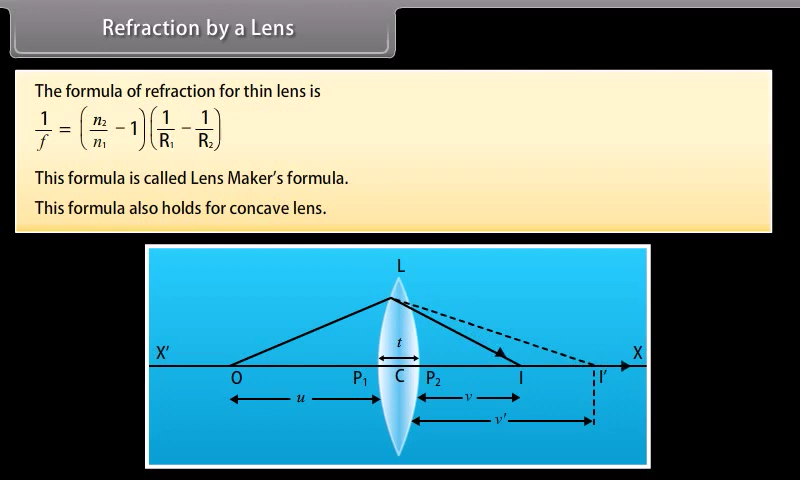 Refraction by a Lens
The formula of refraction for thin lens is
1/f = (n₂/n₁ − 1)(1/R₁ − 1/R₂)
This formula is called Lens Maker’s formula.
This formula also holds for concave lens.
L
t
X′ X
O P₁ C P₂ I I′
u v
v′